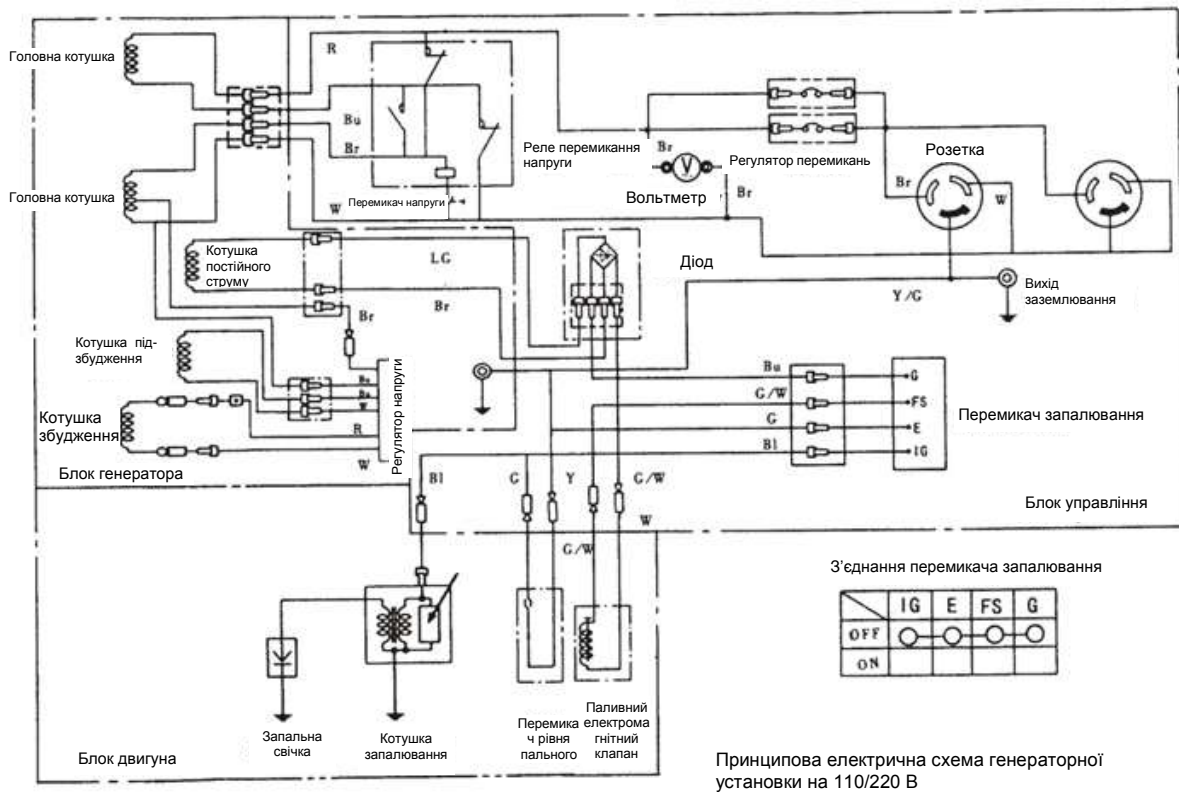 Головна котушка
R
Bu
Br
Реле перемикання
напруги
Br
Вольтметр
V
Br
Регулятор перемикань
Розетка
Br
W
Головна котушка
W
Перемикач напруги
Котушка
постійного
струму
LG
Br
Діод
Y/G
Вихід
заземлювання
Br
Котушка під-
збудження
Bu
Bu
W
Регулятор напруги
Котушка
збудження
R
W
Блок генератора
Bu
G/W
G
Bl
G
FS
E
IG
Перемикач запалювання
Блок управління
Bl
G
Y
G/W
G/W
W
Запальна
свічка
Котушка
запалювання
Перемика
ч рівня
пального
Паливний
електрома
гнітний
клапан
Блок двигуна
З'єднання перемикача запалювання
IG E FS G
OFF
ON
Принципова електрична схема генераторної
установки на 110/220 В